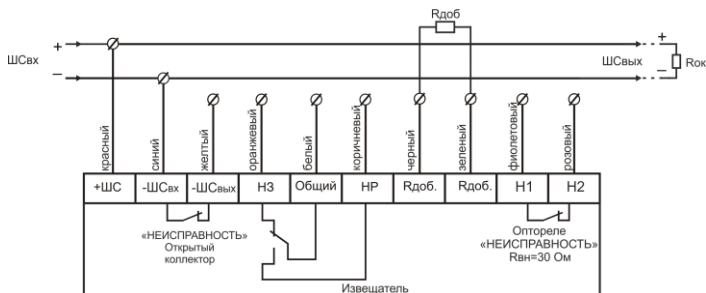 Rдоб
+
+
ШСвх
ШСвых
Rок
–
–
красный
синий
желтый
оранжевый
белый
коричневый
черный
зеленый
фиолетовый
розовый
+ШС
-ШСвх
-ШСвых
НЗ
Общий
НР
Rдоб.
Rдоб.
Н1
Н2
«НЕИСПРАВНОСТЬ»
Открытый
коллектор
Оптореле
«НЕИСПРАВНОСТЬ»
Rвн=30 Ом
Извещатель